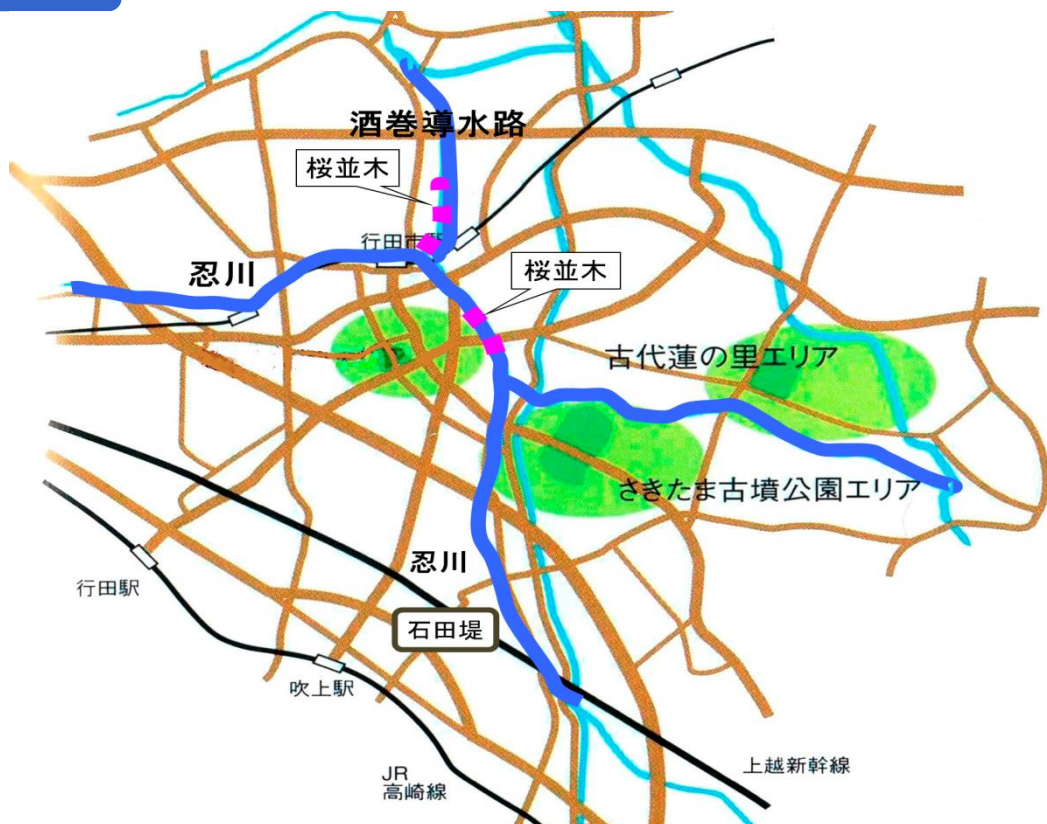 酒巻導水路
桜並木
行田市駅
忍川
桜並木
古代蓮の里エリア
さきたま古墳公園エリア
忍川
行田駅
石田堤
吹上駅
JR
高崎線
上越新幹線